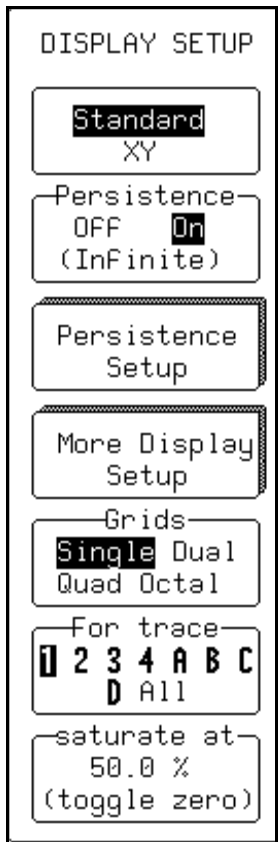 DISPLAY SETUP
Standard
XY
Persistence
OFF On
(Infinite)
Persistence
Setup
More Display
Setup
Grids
Single Dual
Quad Octal
For trace
1 2 3 4 A B C
D All
saturate at
50.0 %
(toggle zero)